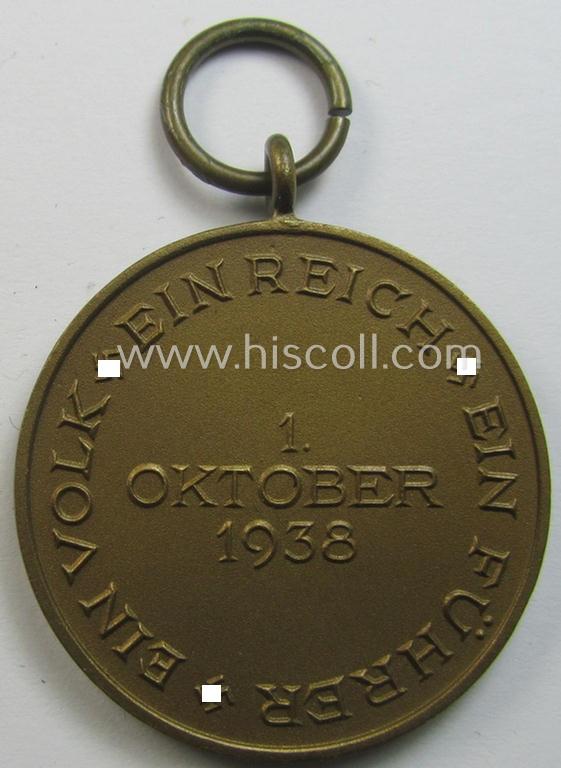 EIN VOLK EIN REICH EIN FÜHRER
www.hiscoll.com
1.
OKTOBER
1938